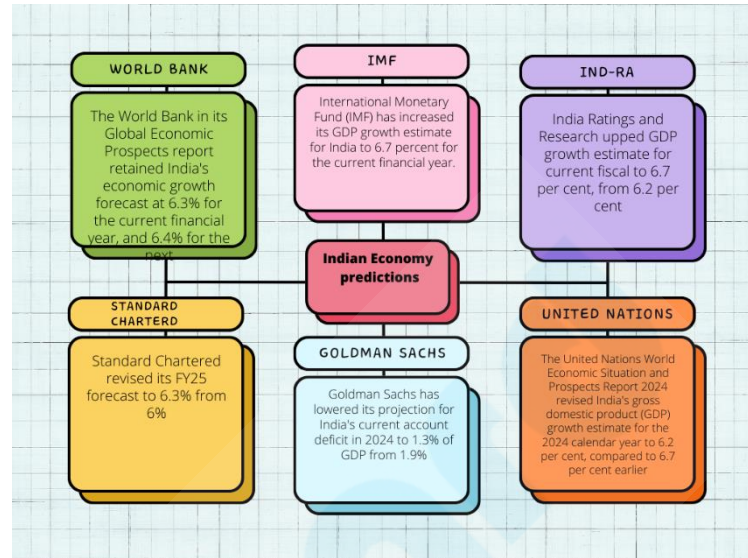 WORLD BANK
The World Bank in its
Global Economic
Prospects report
retained India's
economic growth
forecast at 6.3% for
the current financial
year, and 6.4% for the
next
IMF
International Monetary
Fund (IMF) has increased
its GDP growth estimate
for India to 6.7 percent for
the current financial year.
IND-RA
India Ratings and
Research upped GDP
growth estimate for
current fiscal to 6.7
per cent, from 6.2 per
cent
Indian Economy
predictions
STANDARD
CHARTERD
Standard Chartered
revised its FY25
forecast to 6.3% from
6%
GOLDMAN SACHS
Goldman Sachs has
lowered its projection for
India's current account
deficit in 2024 to 1.3% of
GDP from 1.9%
UNITED NATIONS
The United Nations World
Economic Situation and
Prospects Report 2024
revised India's gross
domestic product (GDP)
growth estimate for the
2024 calendar year to 6.2
per cent, compared to 6.7
per cent earlier